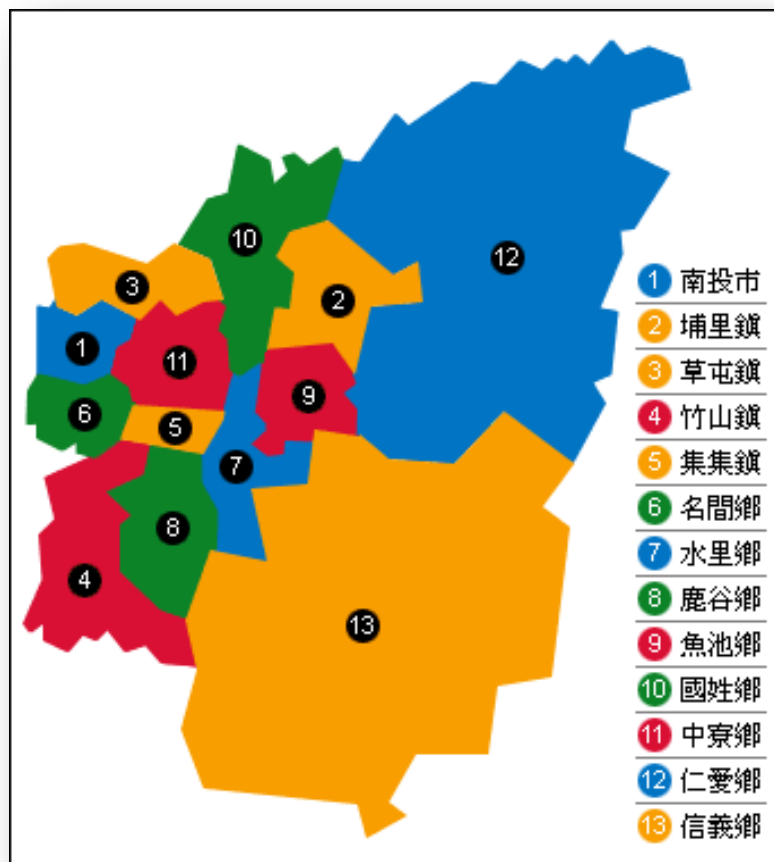 10
12
3
2
1
11
9
6
5
7
8
4
13
1 南投市
2 埔里鎮
3 草屯鎮
4 竹山鎮
5 集集鎮
6 名間鄉
7 水里鄉
8 鹿谷鄉
9 魚池鄉
10 國姓鄉
11 中寮鄉
12 仁愛鄉
13 信義鄉